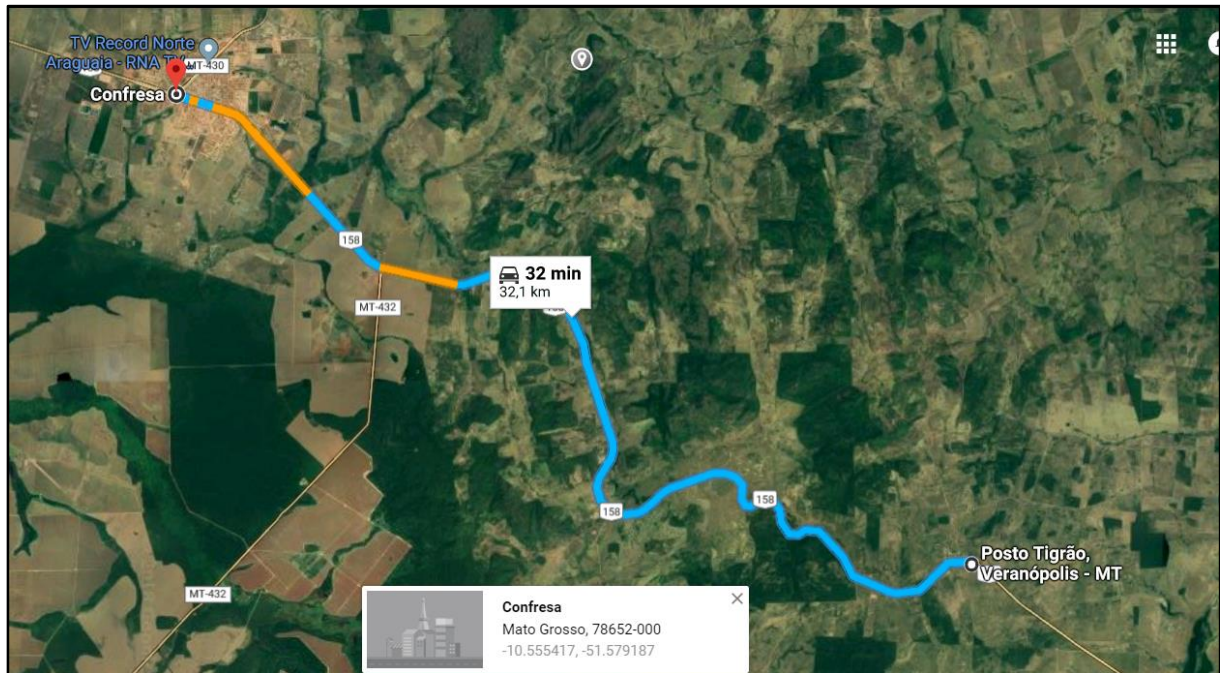 TV Record Norte
Araguaia - RNA TV
MT-430
Confresa
158
32 min
32,1 km
MT-432
158
158
Posto Tigrão,
Veranópolis - MT
MT-432
Confresa
Mato Grosso, 78652-000
-10.555417, -51.579187